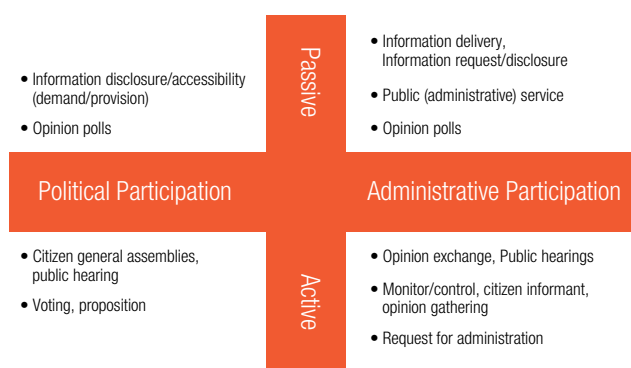 Passive
• Information disclosure/accessibility
(demand/provision)
• Opinion polls
• Information delivery,
Information request/disclosure
• Public (administrative) service
• Opinion polls
Political Participation
Administrative Participation
• Citizen general assemblies,
public hearing
• Voting, proposition
Active
• Opinion exchange, Public hearings
• Monitor/control, citizen informant,
opinion gathering
• Request for administration